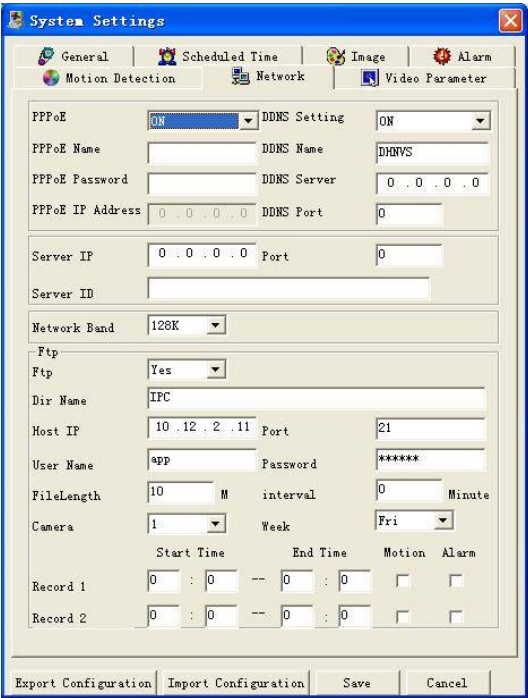 System Settings
General Scheduled Time Image Alarm
Motion Detection Network Video Parameter
PPPoE ON DDNS Setting ON
PPPoE Name DDNS Name DHNVS
PPPoE Password DDNS Server 0 . 0 . 0 . 0
PPPoE IP Address 0 . 0 . 0 . 0 DDNS Port 0
Server IP 0 . 0 . 0 . 0 Port 0
Server ID
Network Band 128K
Ftp
Ftp Yes
Dir Name IPC
Host IP 10 . 12 . 2 . 11 Port 21
User Name app Password ******
FileLength 10 M interval 0 Minute
Camera 1 Week Fri
Start Time End Time Motion Alarm
Record 1 0 : 0 -- 0 : 0
Record 2 0 : 0 -- 0 : 0
Export Configuration Import Configuration Save Cancel